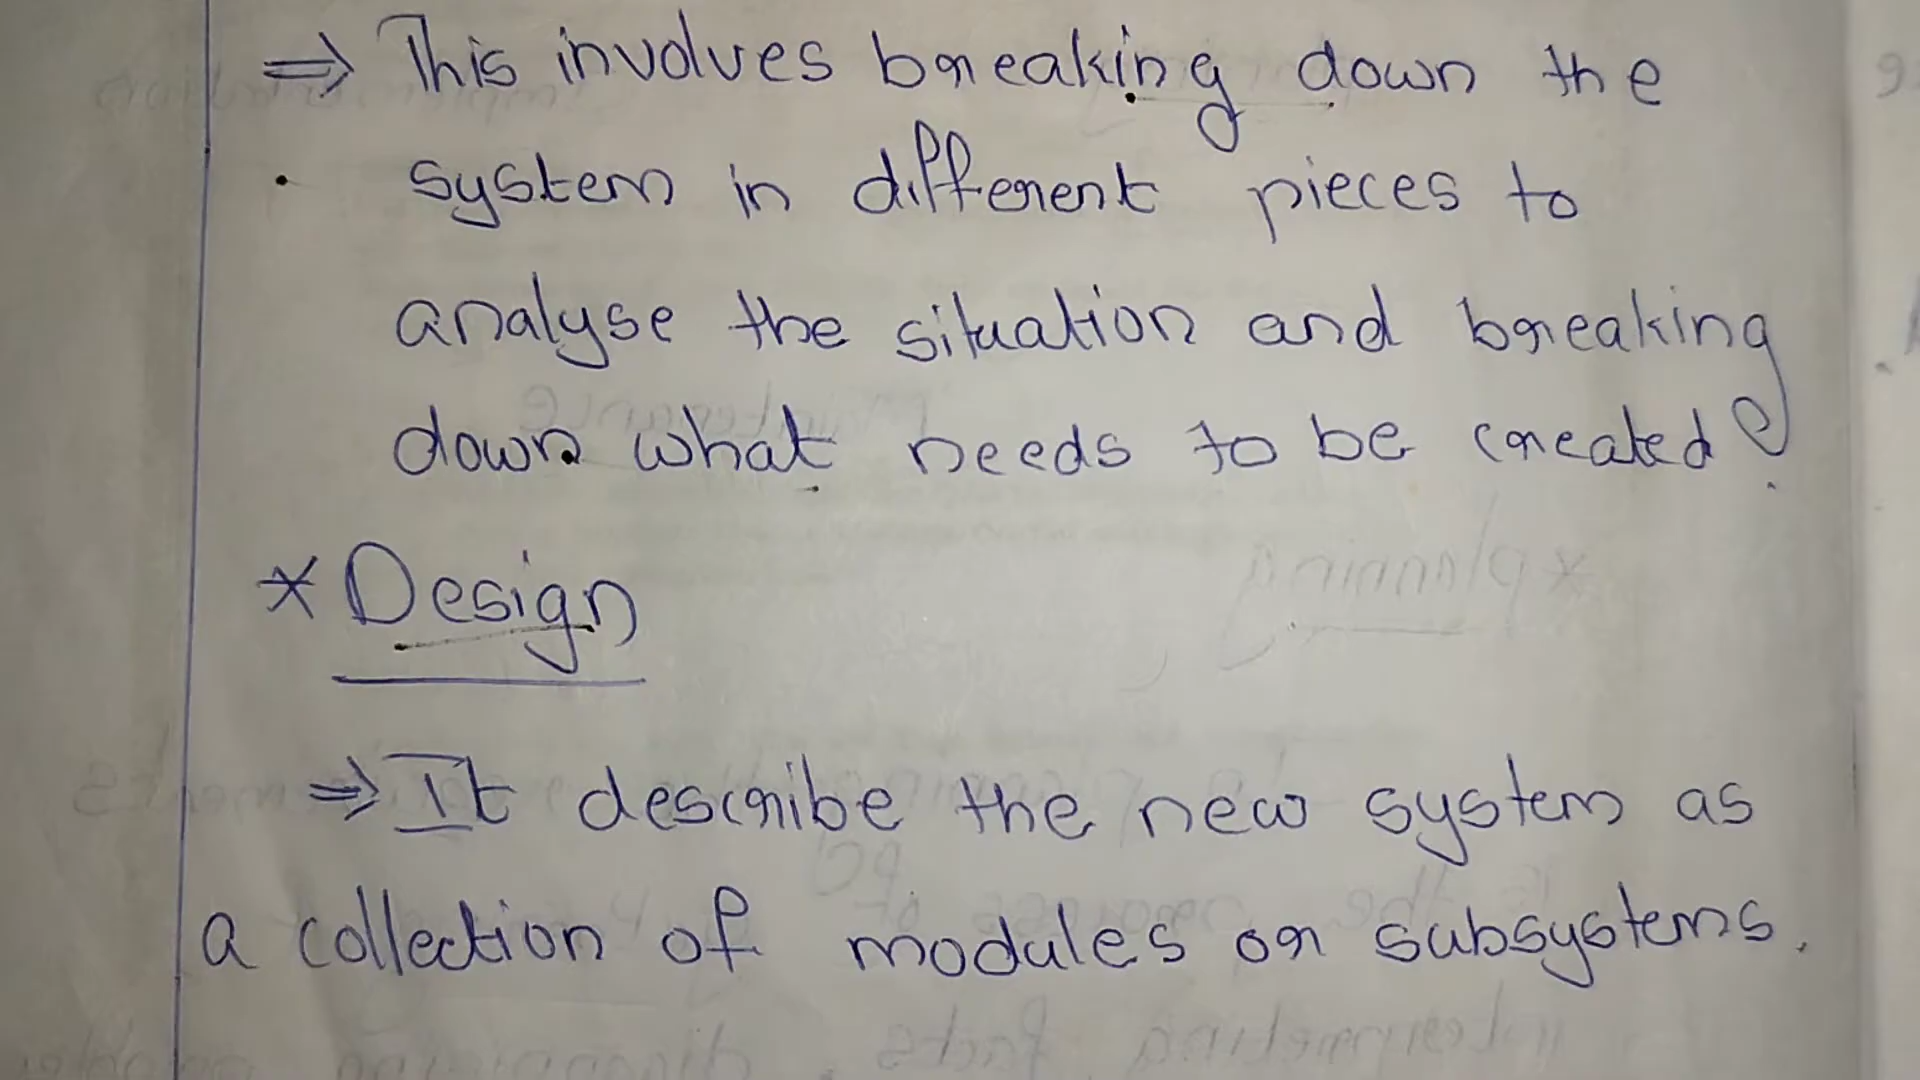 ⇒ This involves breaking down the
system in different pieces to
analyse the situation and breaking
down what needs to be created?
* Design
⇒ It describe the new system as
a collection of modules or subsystems.